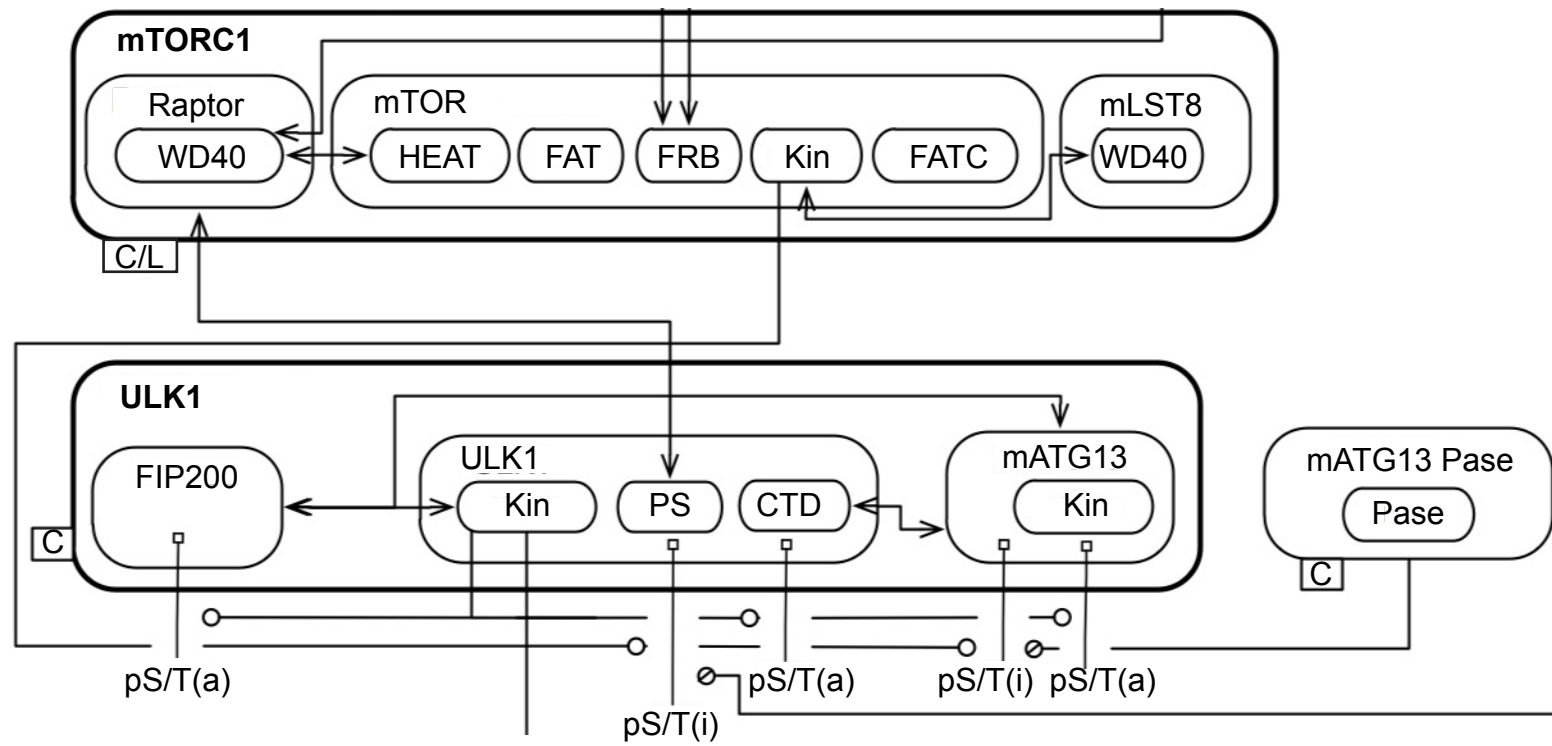 mTORC1
Raptor
mTOR
mLST8
WD40
HEAT
FAT
FRB
Kin
FATC
WD40
C/L
ULK1
FIP200
ULK1
mATG13
mATG13 Pase
Kin
PS
CTD
Kin
Pase
C
C
pS/T(a)
pS/T(i)
pS/T(a)
pS/T(i)
pS/T(a)